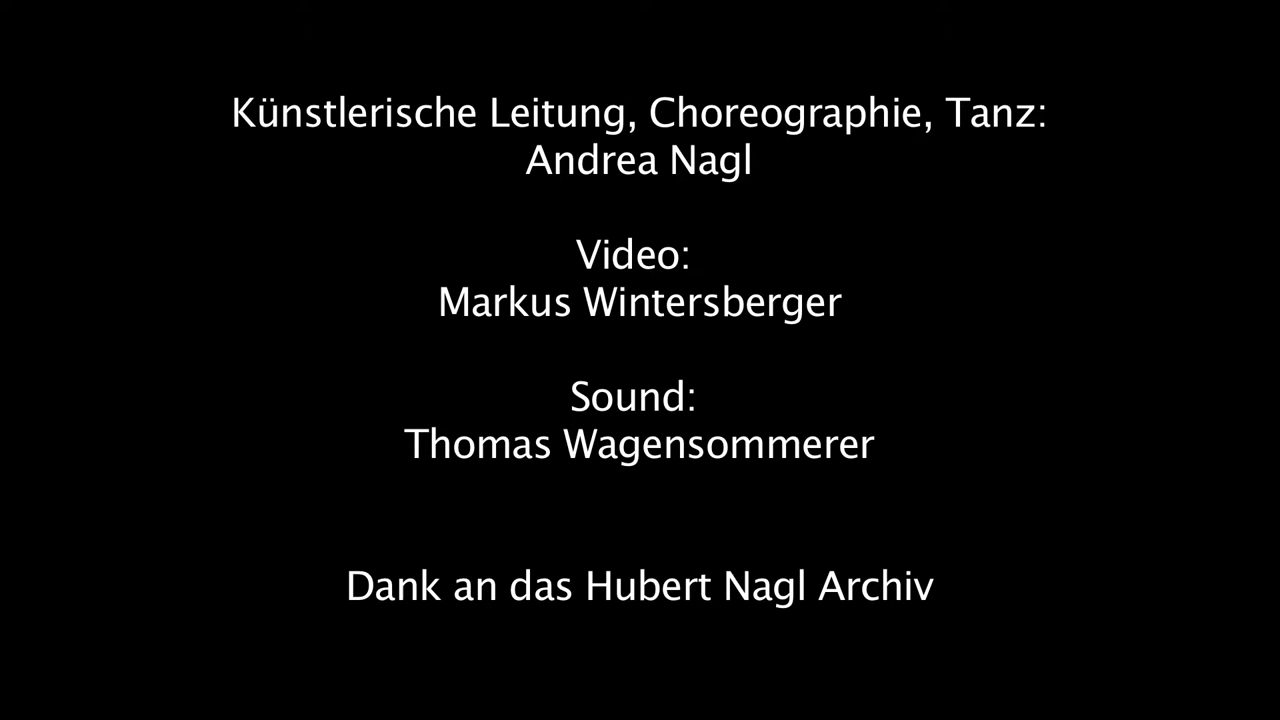 Künstlerische Leitung, Choreographie, Tanz:
Andrea Nagl
Video:
Markus Wintersberger
Sound:
Thomas Wagensommerer
Dank an das Hubert Nagl Archiv